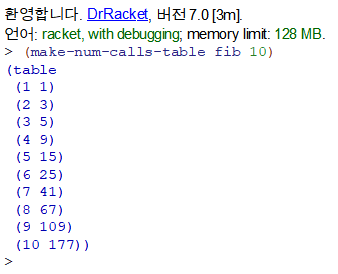 환영합니다. DrRacket, 버전 7.0 [3m].
언어: racket, with debugging; memory limit: 128 MB.
> (make-num-calls-table fib 10)
(table
 (1 1)
 (2 3)
 (3 5)
 (4 9)
 (5 15)
 (6 25)
 (7 41)
 (8 67)
 (9 109)
 (10 177))
>